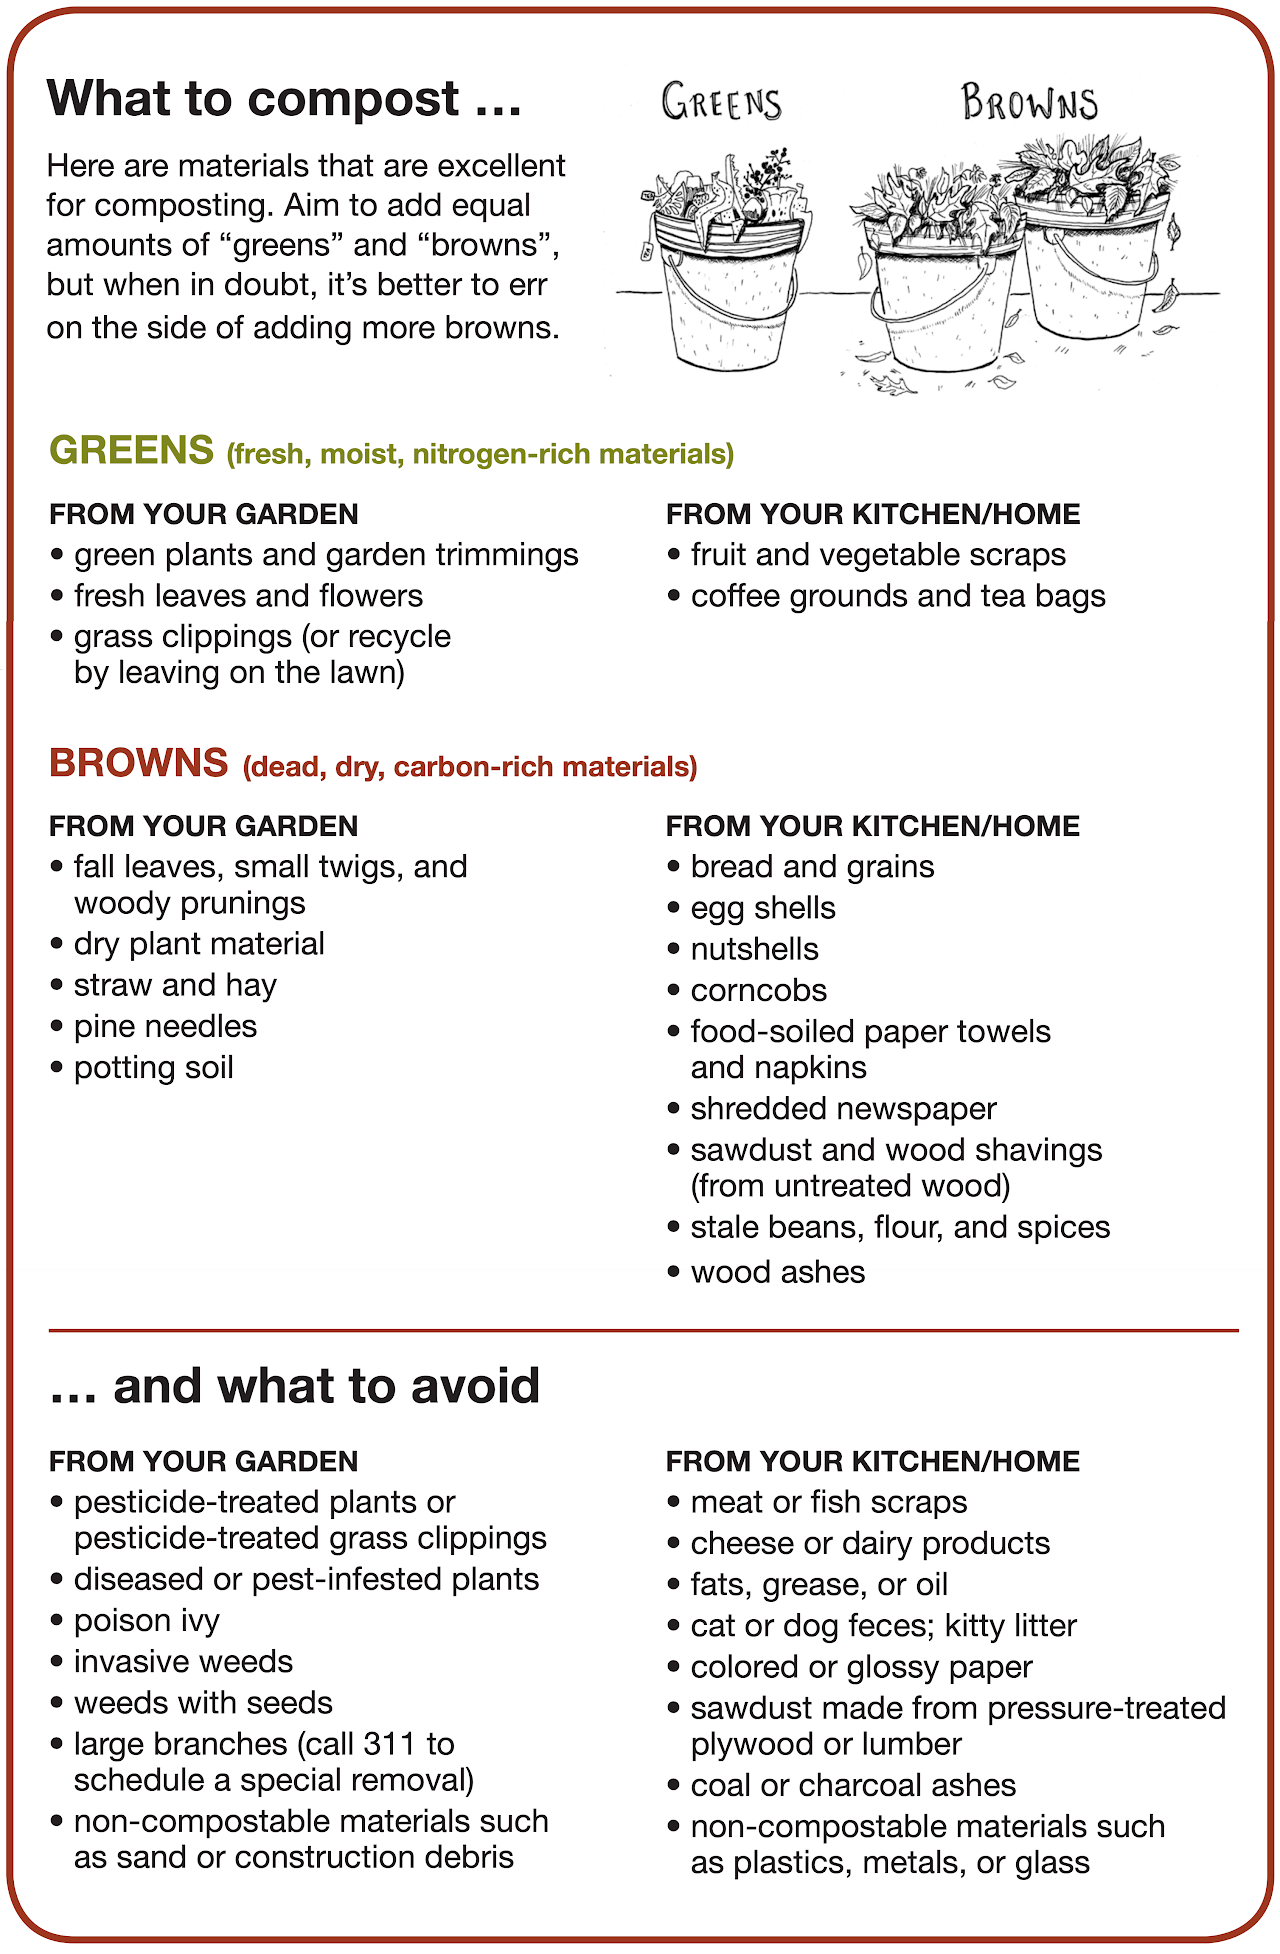 What to compost …
Here are materials that are excellent
for composting. Aim to add equal
amounts of “greens” and “browns”,
but when in doubt, it’s better to err
on the side of adding more browns.
GREENS
BROWNS
GREENS (fresh, moist, nitrogen-rich materials)
FROM YOUR GARDEN
• green plants and garden trimmings
• fresh leaves and flowers
• grass clippings (or recycle
by leaving on the lawn)
FROM YOUR KITCHEN/HOME
• fruit and vegetable scraps
• coffee grounds and tea bags
BROWNS (dead, dry, carbon-rich materials)
FROM YOUR GARDEN
• fall leaves, small twigs, and
woody prunings
• dry plant material
• straw and hay
• pine needles
• potting soil
FROM YOUR KITCHEN/HOME
• bread and grains
• egg shells
• nutshells
• corncobs
• food-soiled paper towels
and napkins
• shredded newspaper
• sawdust and wood shavings
(from untreated wood)
• stale beans, flour, and spices
• wood ashes
… and what to avoid
FROM YOUR GARDEN
• pesticide-treated plants or
pesticide-treated grass clippings
• diseased or pest-infested plants
• poison ivy
• invasive weeds
• weeds with seeds
• large branches (call 311 to
schedule a special removal)
• non-compostable materials such
as sand or construction debris
FROM YOUR KITCHEN/HOME
• meat or fish scraps
• cheese or dairy products
• fats, grease, or oil
• cat or dog feces; kitty litter
• colored or glossy paper
• sawdust made from pressure-treated
plywood or lumber
• coal or charcoal ashes
• non-compostable materials such
as plastics, metals, or glass